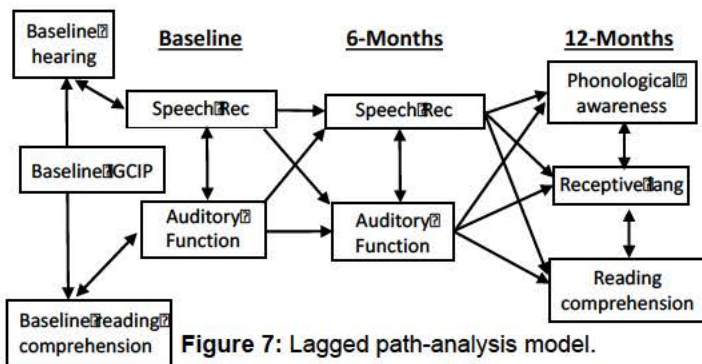 Baseline
hearing
Baseline
6-Months
12-Months
Speech Rec
Speech Rec
Phonological
awareness
Baseline GCIP
Receptive lang
Auditory
Function
Auditory
Function
Reading
comprehension
Baseline reading
comprehension
Figure 7: Lagged path-analysis model.